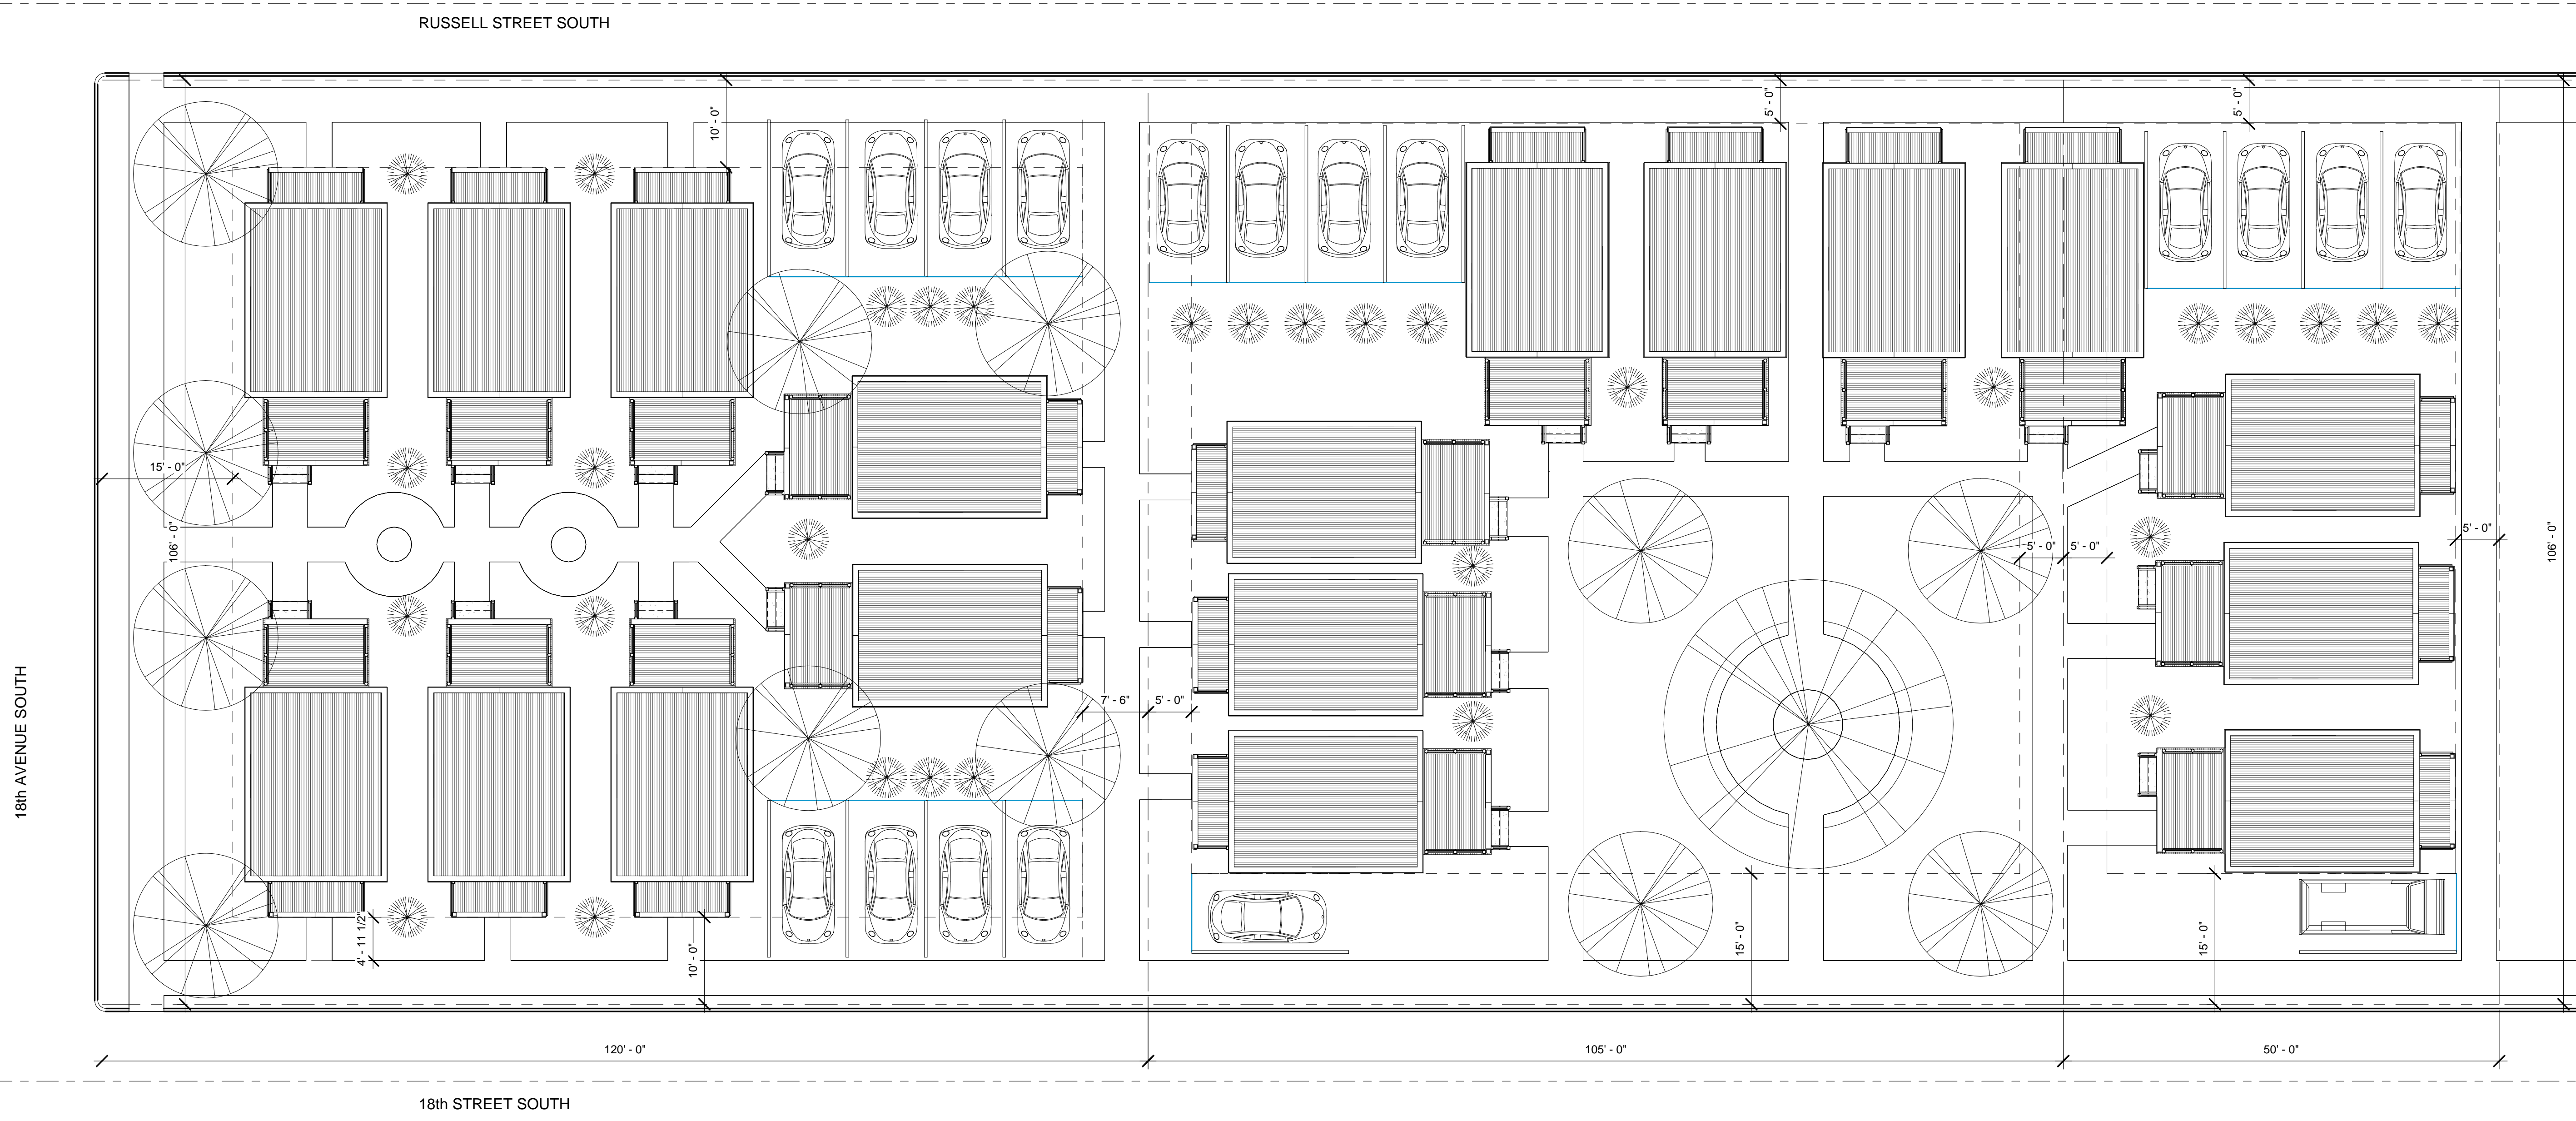 RUSSELL STREET SOUTH
10' - 0"
5' - 0"
5' - 0"
15' - 0"
106' - 0"
5' - 0"
5' - 0"
5' - 0"
106' - 0"
18th AVENUE SOUTH
7' - 6"
5' - 0"
4' - 11 1/2"
10' - 0"
15' - 0"
15' - 0"
120' - 0"
105' - 0"
50' - 0"
18th STREET SOUTH